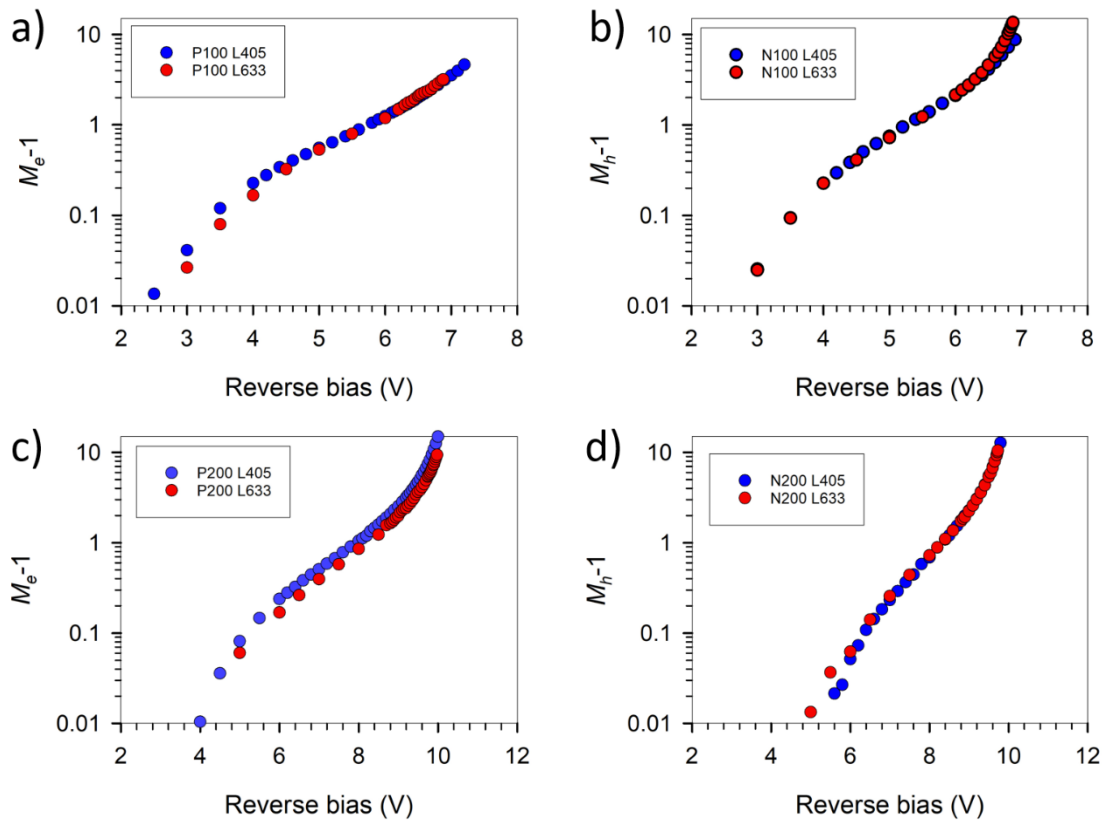 a)
P100 L405
P100 L633
10
1
0.1
0.01
Me-1
2 3 4 5 6 7 8
Reverse bias (V)
b)
N100 L405
N100 L633
10
1
0.1
0.01
Mh-1
2 3 4 5 6 7 8
Reverse bias (V)
c)
P200 L405
P200 L633
10
1
0.1
0.01
Me-1
2 4 6 8 10 12
Reverse bias (V)
d)
N200 L405
N200 L633
10
1
0.1
0.01
Mh-1
2 4 6 8 10 12
Reverse bias (V)